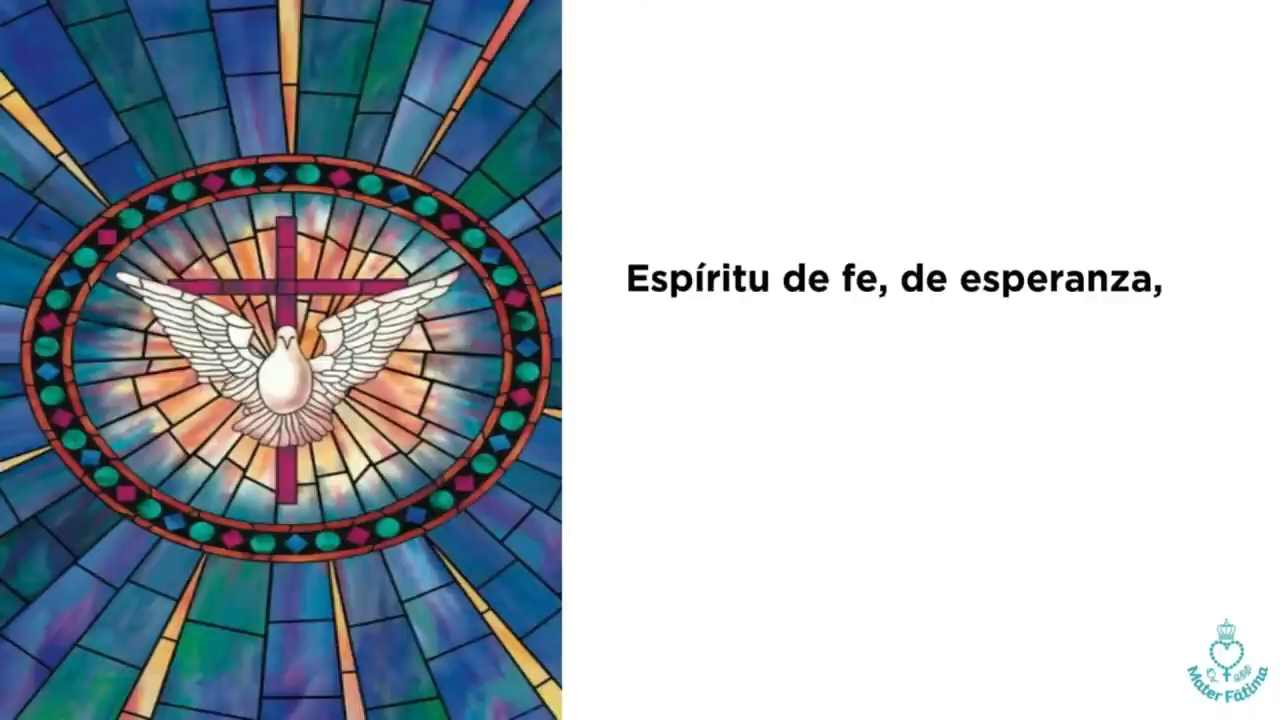 Espíritu de fe, de esperanza,
Mater Fátima